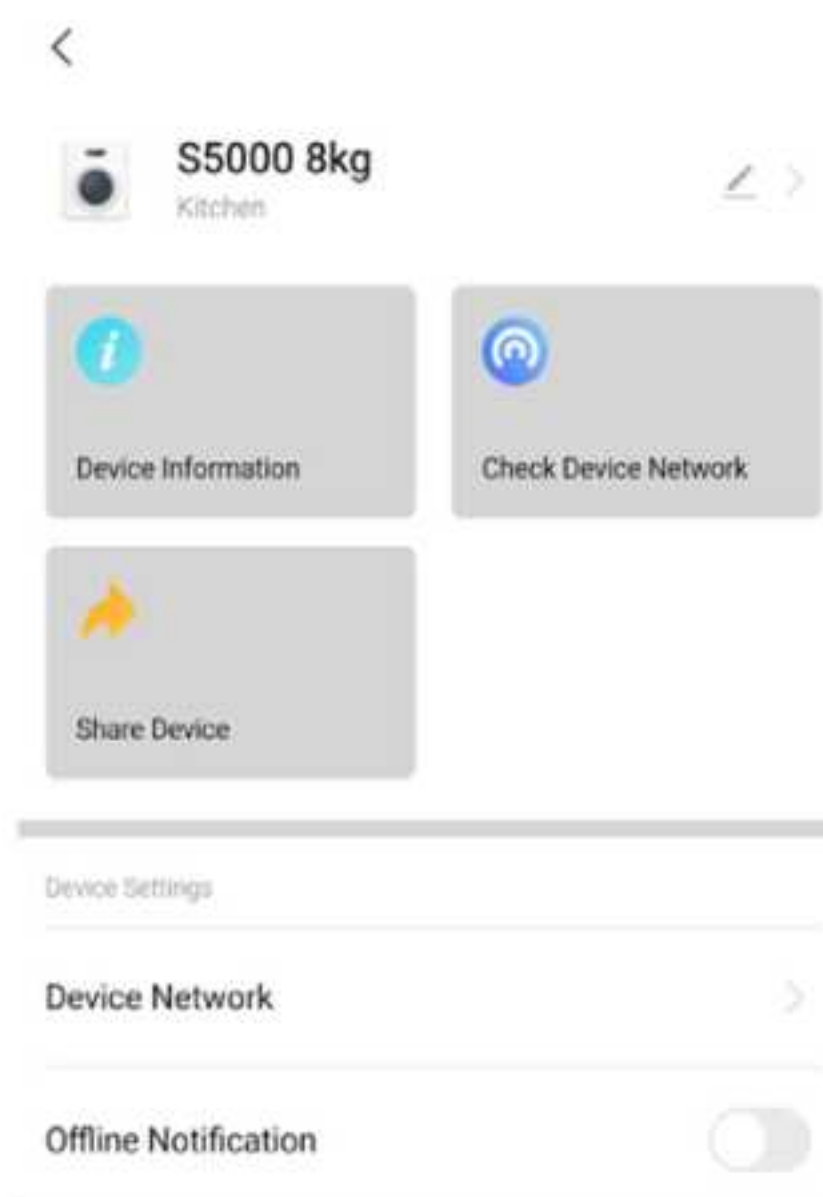 S5000 8kg
Kitchen
Device Information
Check Device Network
Share Device
Device Settings
Device Network
Offline Notification